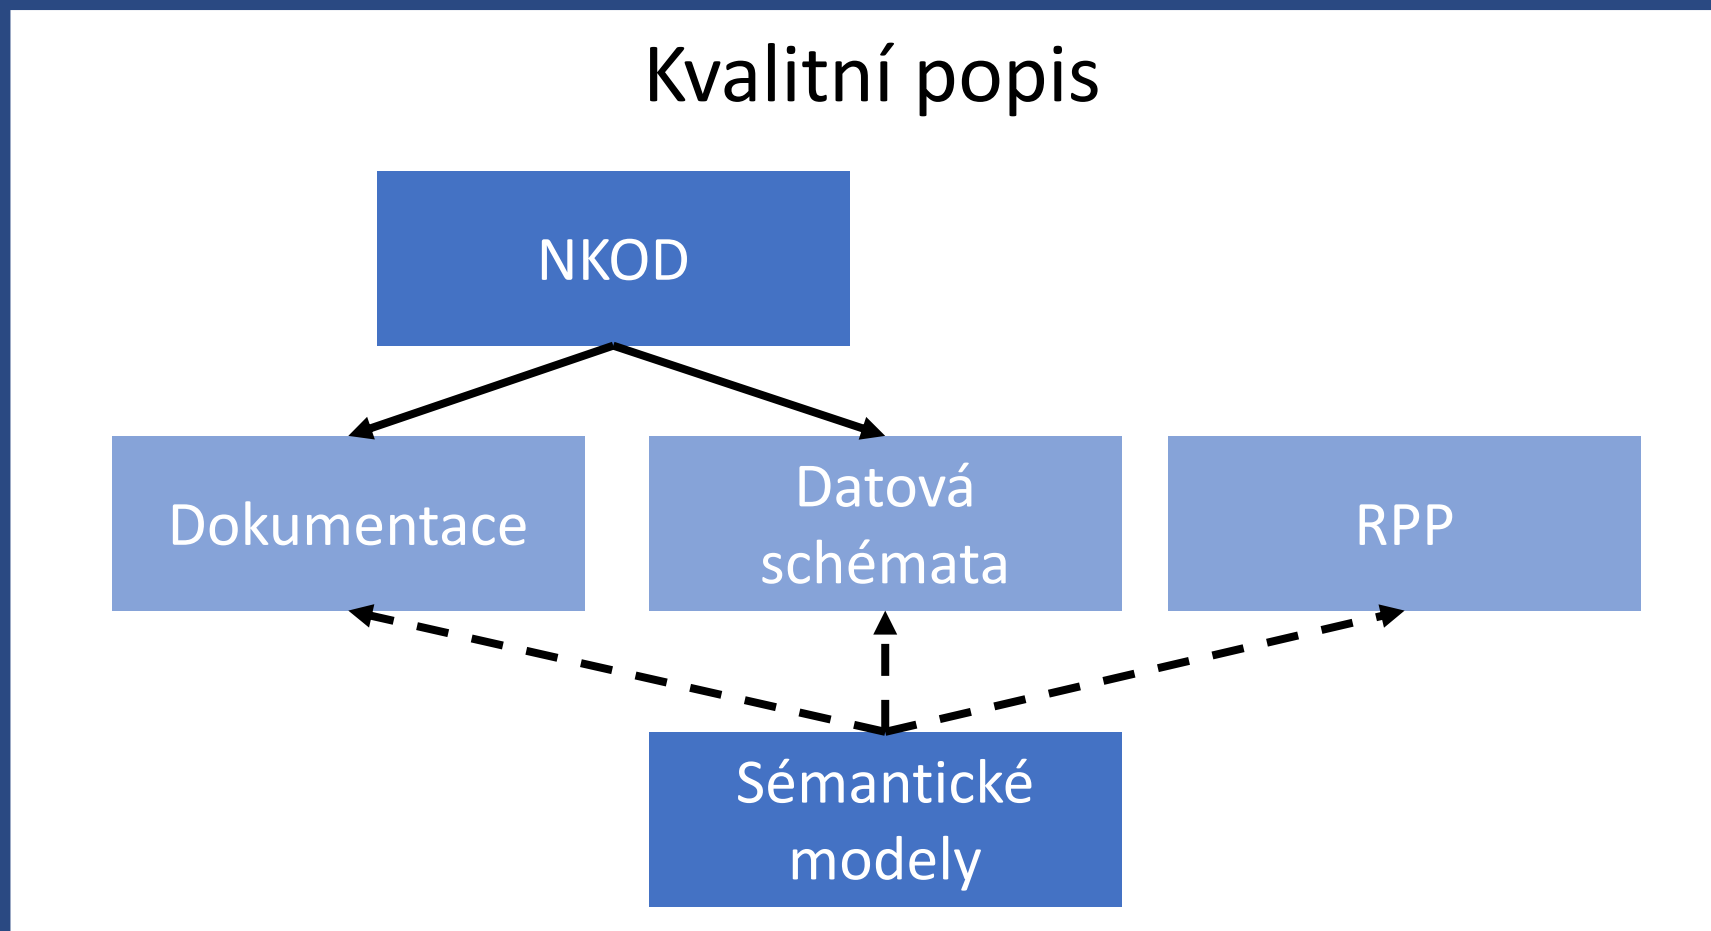 Kvalitní popis
NKOD
Dokumentace
Datová
schémata
RPP
Sémantické
modely